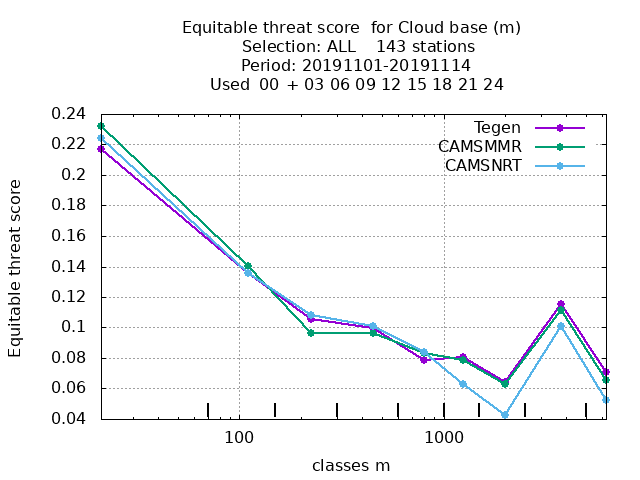 Equitable threat score  for Cloud base (m)
Selection: ALL    143 stations
Period: 20191101-20191114
Used  00 + 03 06 09 12 15 18 21 24
0.24
0.22
0.2
0.18
0.16
0.14
0.12
0.1
0.08
0.06
0.04
Equitable threat score
Tegen
CAMSMMR
CAMSNRT
100
1000
classes m